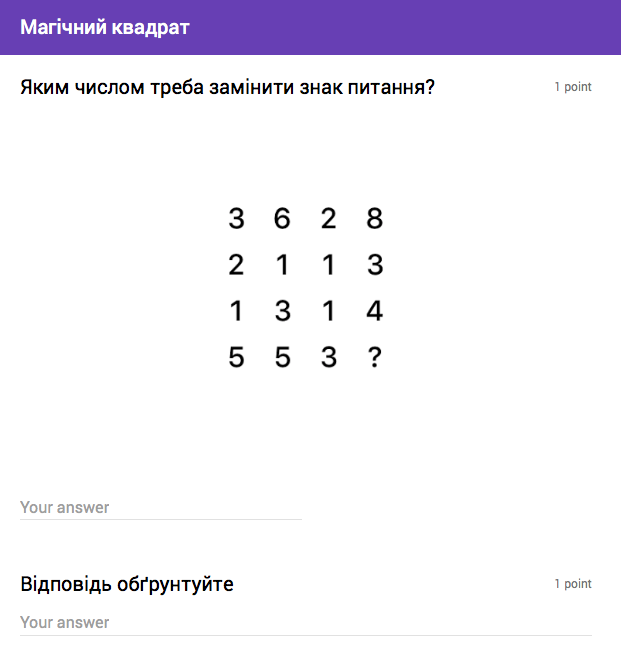 Магічний квадрат
Яким числом треба замінити знак питання?
1 point
3 6 2 8
2 1 1 3
1 3 1 4
5 5 3 ?
Your answer
Відповідь обґрунтуйте
1 point
Your answer